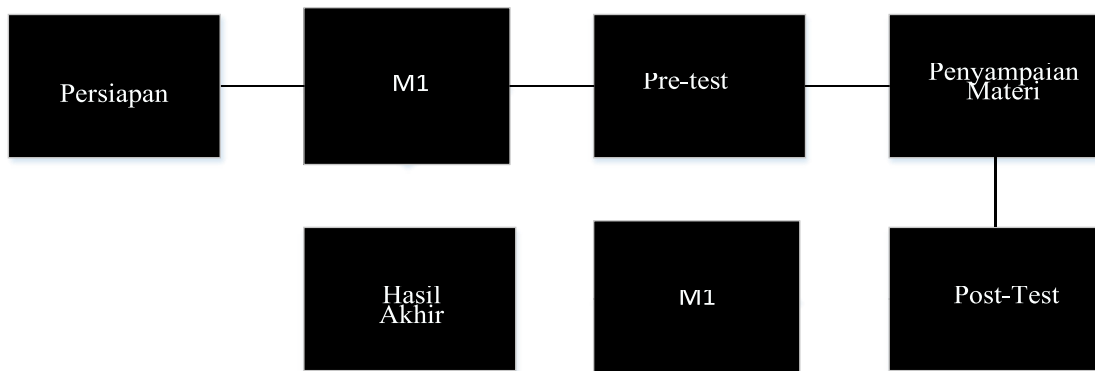 Persiapan
M1
Pre-test
Penyampaian
Materi
Hasil
Akhir
M1
Post-Test